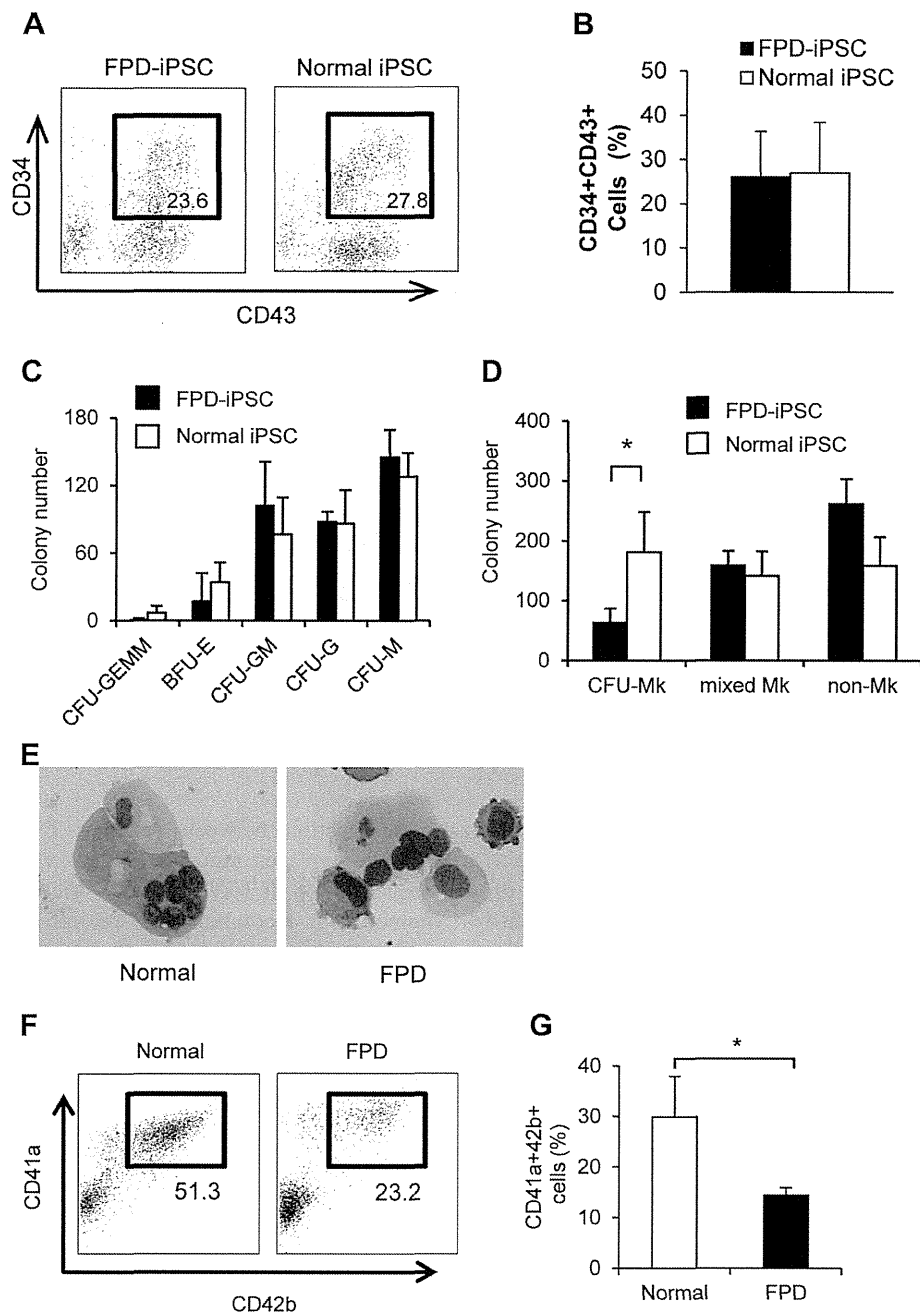 A
FPD-iPSC
Normal iPSC
CD34
23.6
27.8
CD43
B
FPD-iPSC
Normal iPSC
CD34+CD43+
Cells (%)
50
40
30
20
10
0
C
FPD-iPSC
Normal iPSC
Colony number
180
120
60
0
CFU-GEMM
BFU-E
CFU-GM
CFU-G
CFU-M
D
FPD-iPSC
Normal iPSC
Colony number
400
300
200
100
0
*
CFU-Mk
mixed Mk
non-Mk
E
Normal
FPD
F
Normal
FPD
CD41a
51.3
23.2
CD42b
G
*
CD41a+42b+
cells (%)
40
30
20
10
0
Normal
FPD